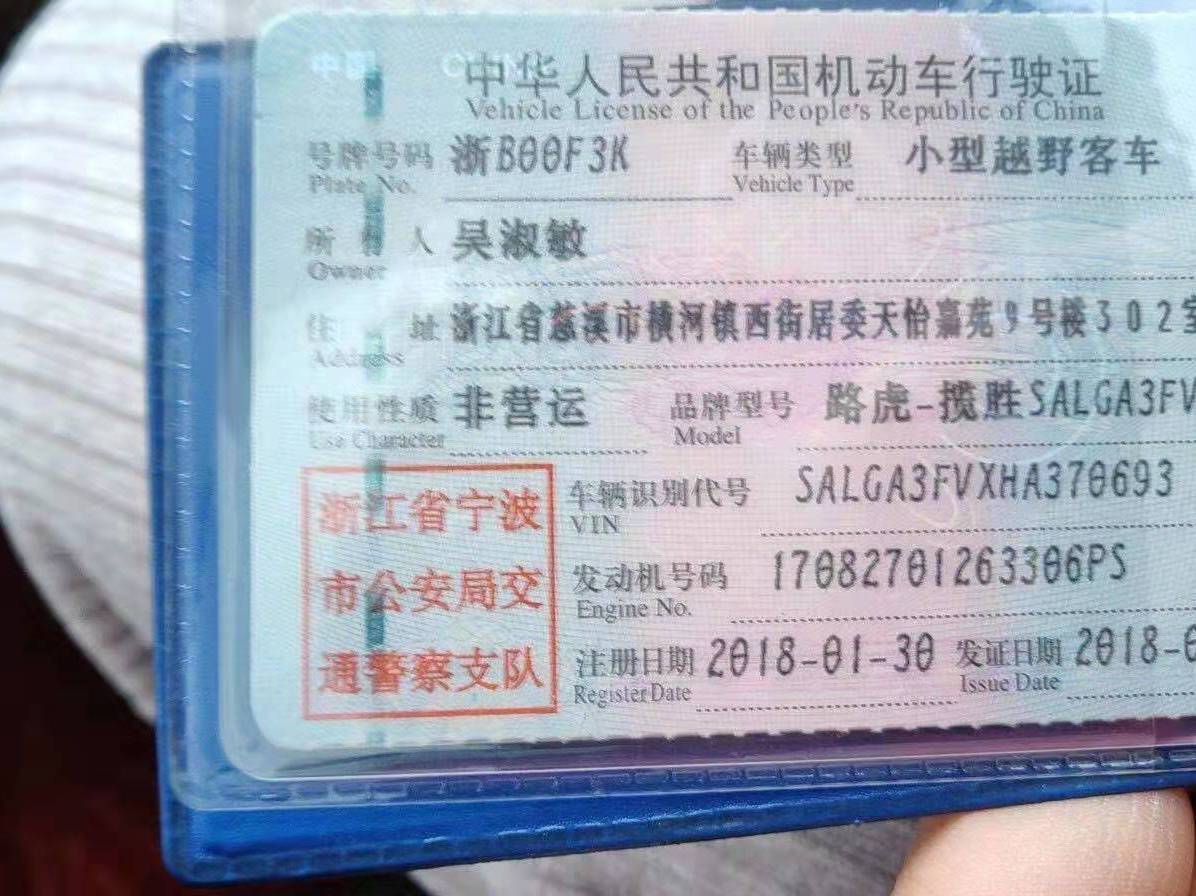 中华人民共和国机动车行驶证
Vehicle License of the People's Republic of China
号牌号码 浙B00F3K 车辆类型 小型越野客车
Plate No. Vehicle Type
所有人 吴淑敏
Owner
住址 浙江省慈溪市横河镇西街居委天怡嘉苑9号楼302室
Address
使用性质 非营运 品牌型号 路虎-揽胜SALGA3FV
Use Character Model
浙江省宁波
市公安局交
通警察支队
车辆识别代号 SALGA3FVXHA370693
VIN
发动机号码 17082701263306PS
Engine No.
注册日期 2018-01-30 发证日期 2018-0
Register Date Issue Date